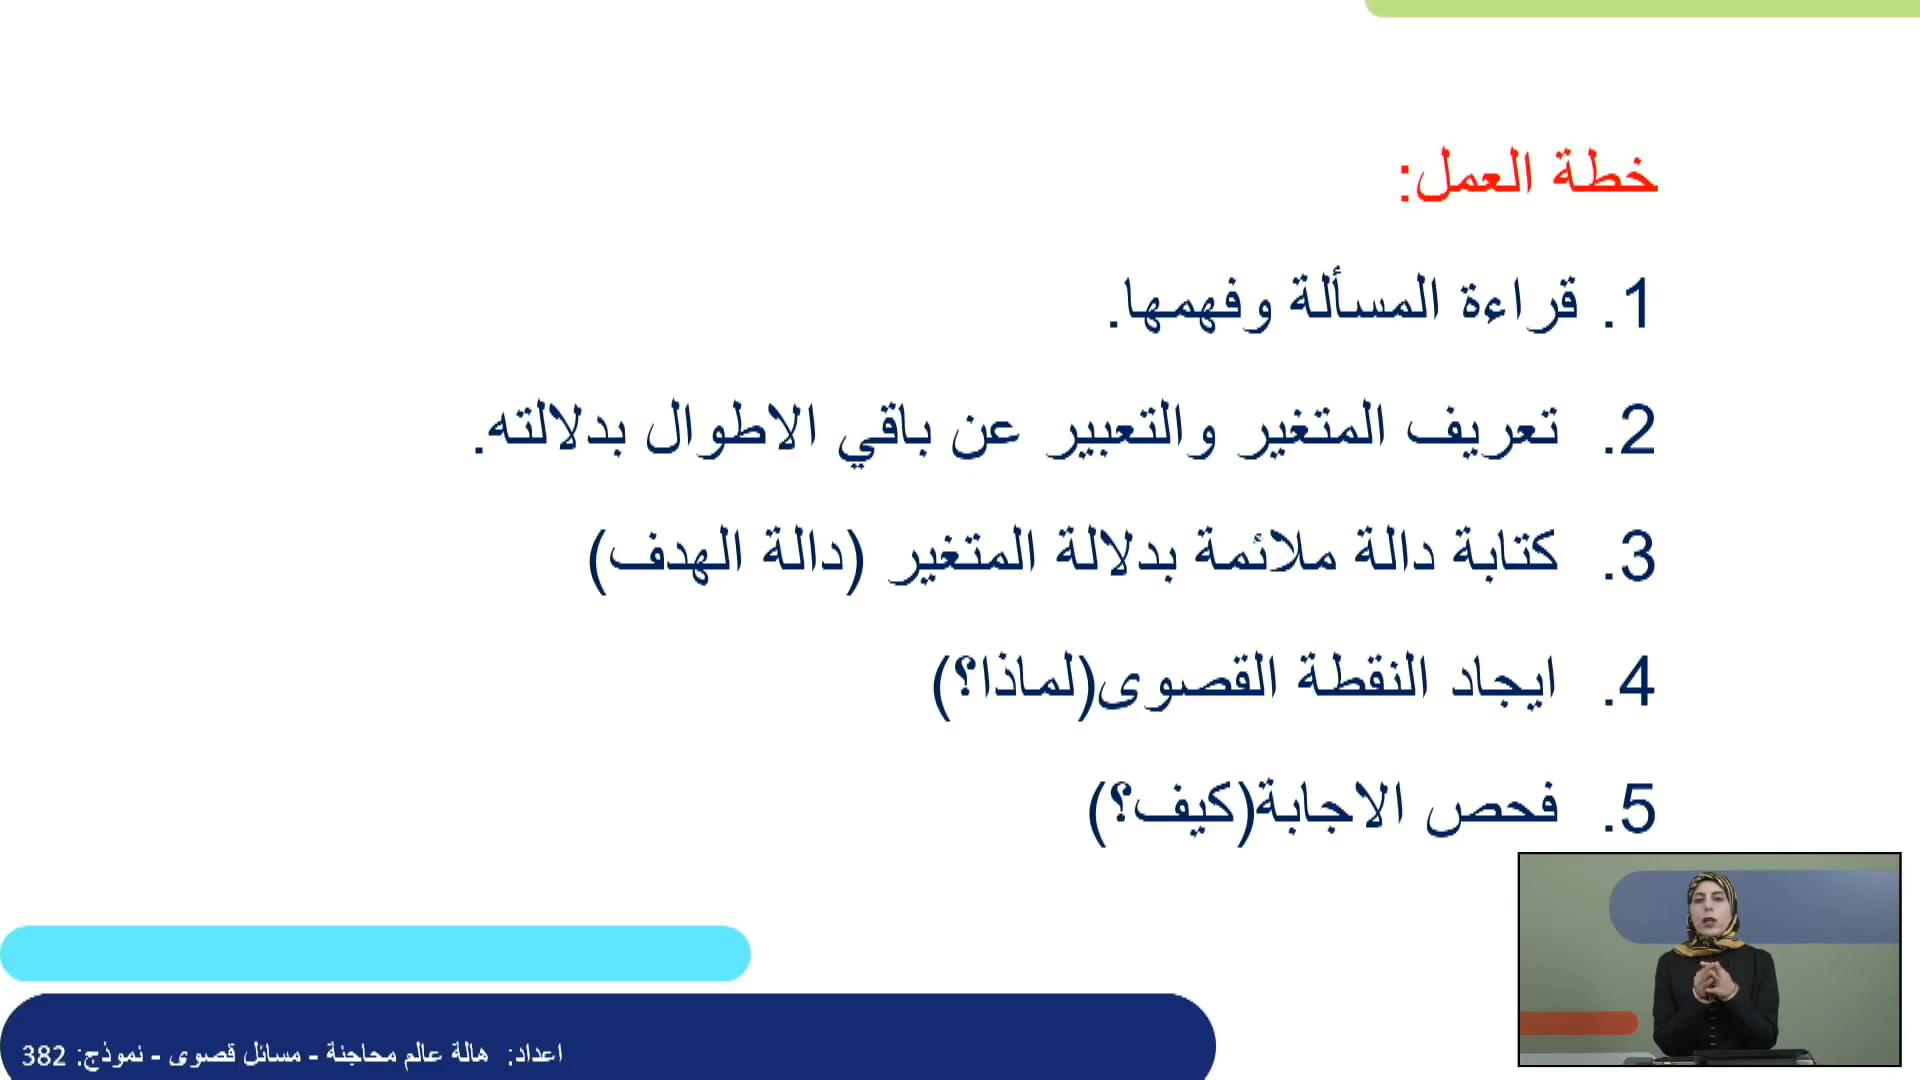 خطة العمل:
1. قراءة المسألة وفهمها.
2. تعريف المتغير والتعبير عن باقي الاطوال بدلالته.
3. كتابة دالة ملائمة بدلالة المتغير (دالة الهدف)
4. ايجاد النقطة القصوى(لماذا؟)
5. فحص الاجابة(كيف؟)
اعداد: هالة عالم محاجنة - مسائل قصوى - نموذج: 382